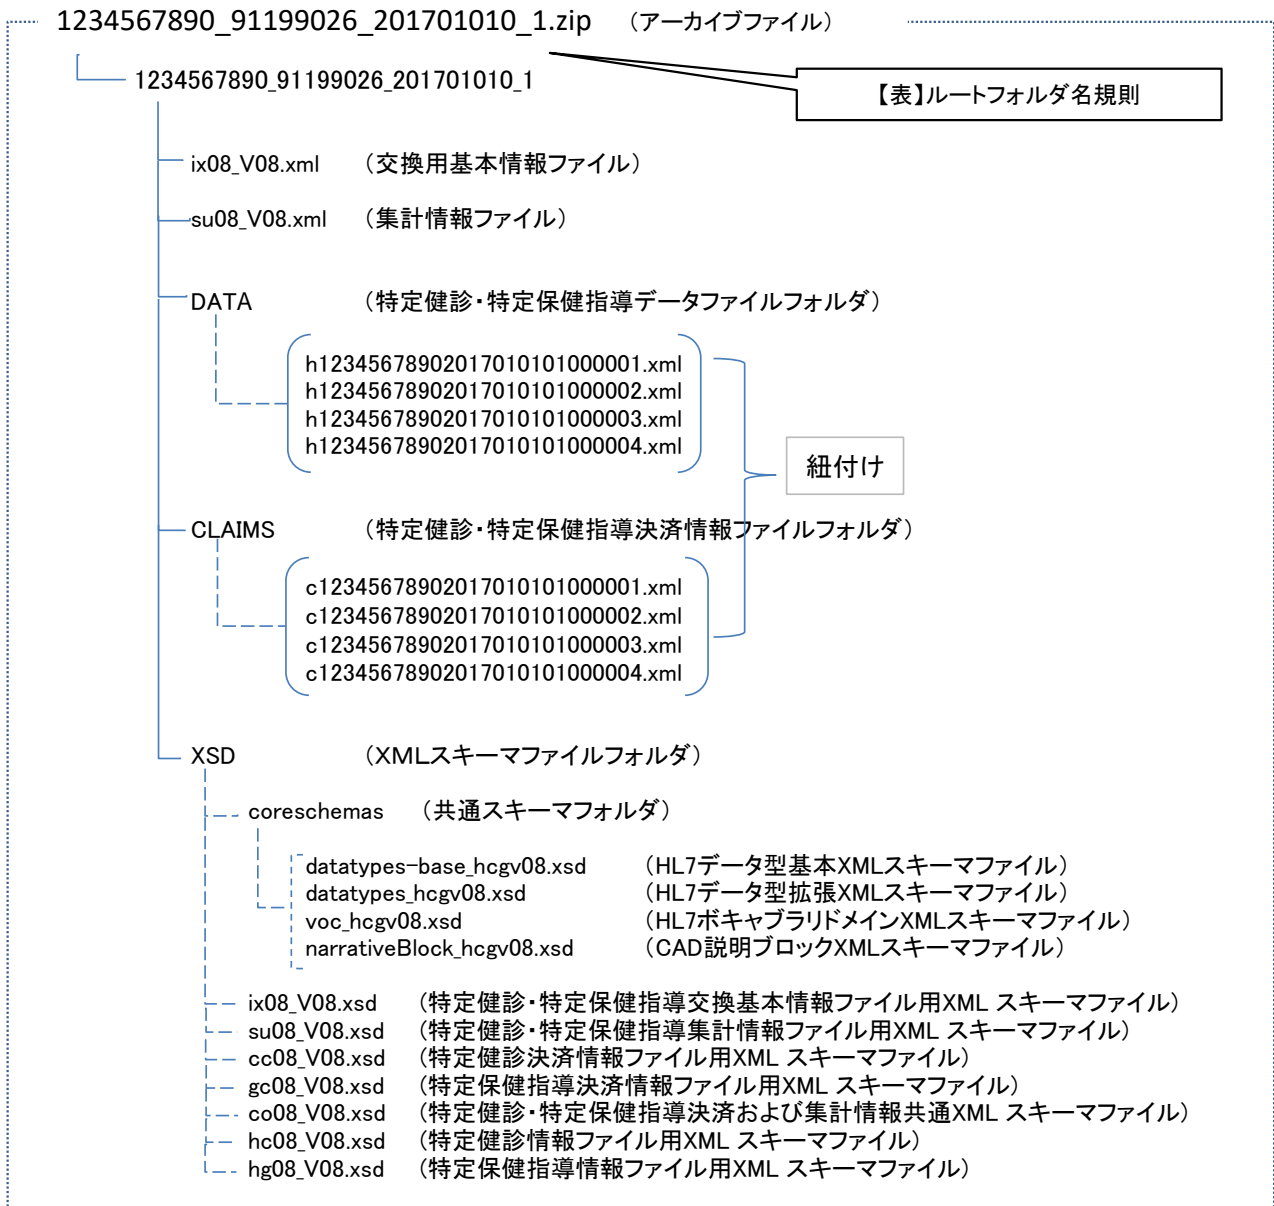 1234567890_91199026_201701010_1.zip （アーカイブファイル）
1234567890_91199026_201701010_1
【表】ルートフォルダ名規則
ix08_V08.xml （交換用基本情報ファイル）
su08_V08.xml （集計情報ファイル）
DATA （特定健診・特定保健指導データファイルフォルダ）
h12345678902017010101000001.xml
h12345678902017010101000002.xml
h12345678902017010101000003.xml
h12345678902017010101000004.xml
紐付け
CLAIMS （特定健診・特定保健指導決済情報ファイルフォルダ）
c12345678902017010101000001.xml
c12345678902017010101000002.xml
c12345678902017010101000003.xml
c12345678902017010101000004.xml
XSD （XMLスキーマファイルフォルダ）
coreschemas （共通スキーマフォルダ）
datatypes-base_hcgv08.xsd （HL7データ型基本XMLスキーマファイル）
datatypes_hcgv08.xsd （HL7データ型拡張XMLスキーマファイル）
voc_hcgv08.xsd （HL7ボキャブラリドメインXMLスキーマファイル）
narrativeBlock_hcgv08.xsd （CAD説明ブロックXMLスキーマファイル）
ix08_V08.xsd （特定健診・特定保健指導交換基本情報ファイル用XML スキーマファイル）
su08_V08.xsd （特定健診・特定保健指導集計情報ファイル用XML スキーマファイル）
cc08_V08.xsd （特定健診決済情報ファイル用XML スキーマファイル）
gc08_V08.xsd （特定保健指導決済情報ファイル用XML スキーマファイル）
co08_V08.xsd （特定健診・特定保健指導決済および集計情報共通XML スキーマファイル）
hc08_V08.xsd （特定健診情報ファイル用XML スキーマファイル）
hg08_V08.xsd （特定保健指導情報ファイル用XML スキーマファイル）